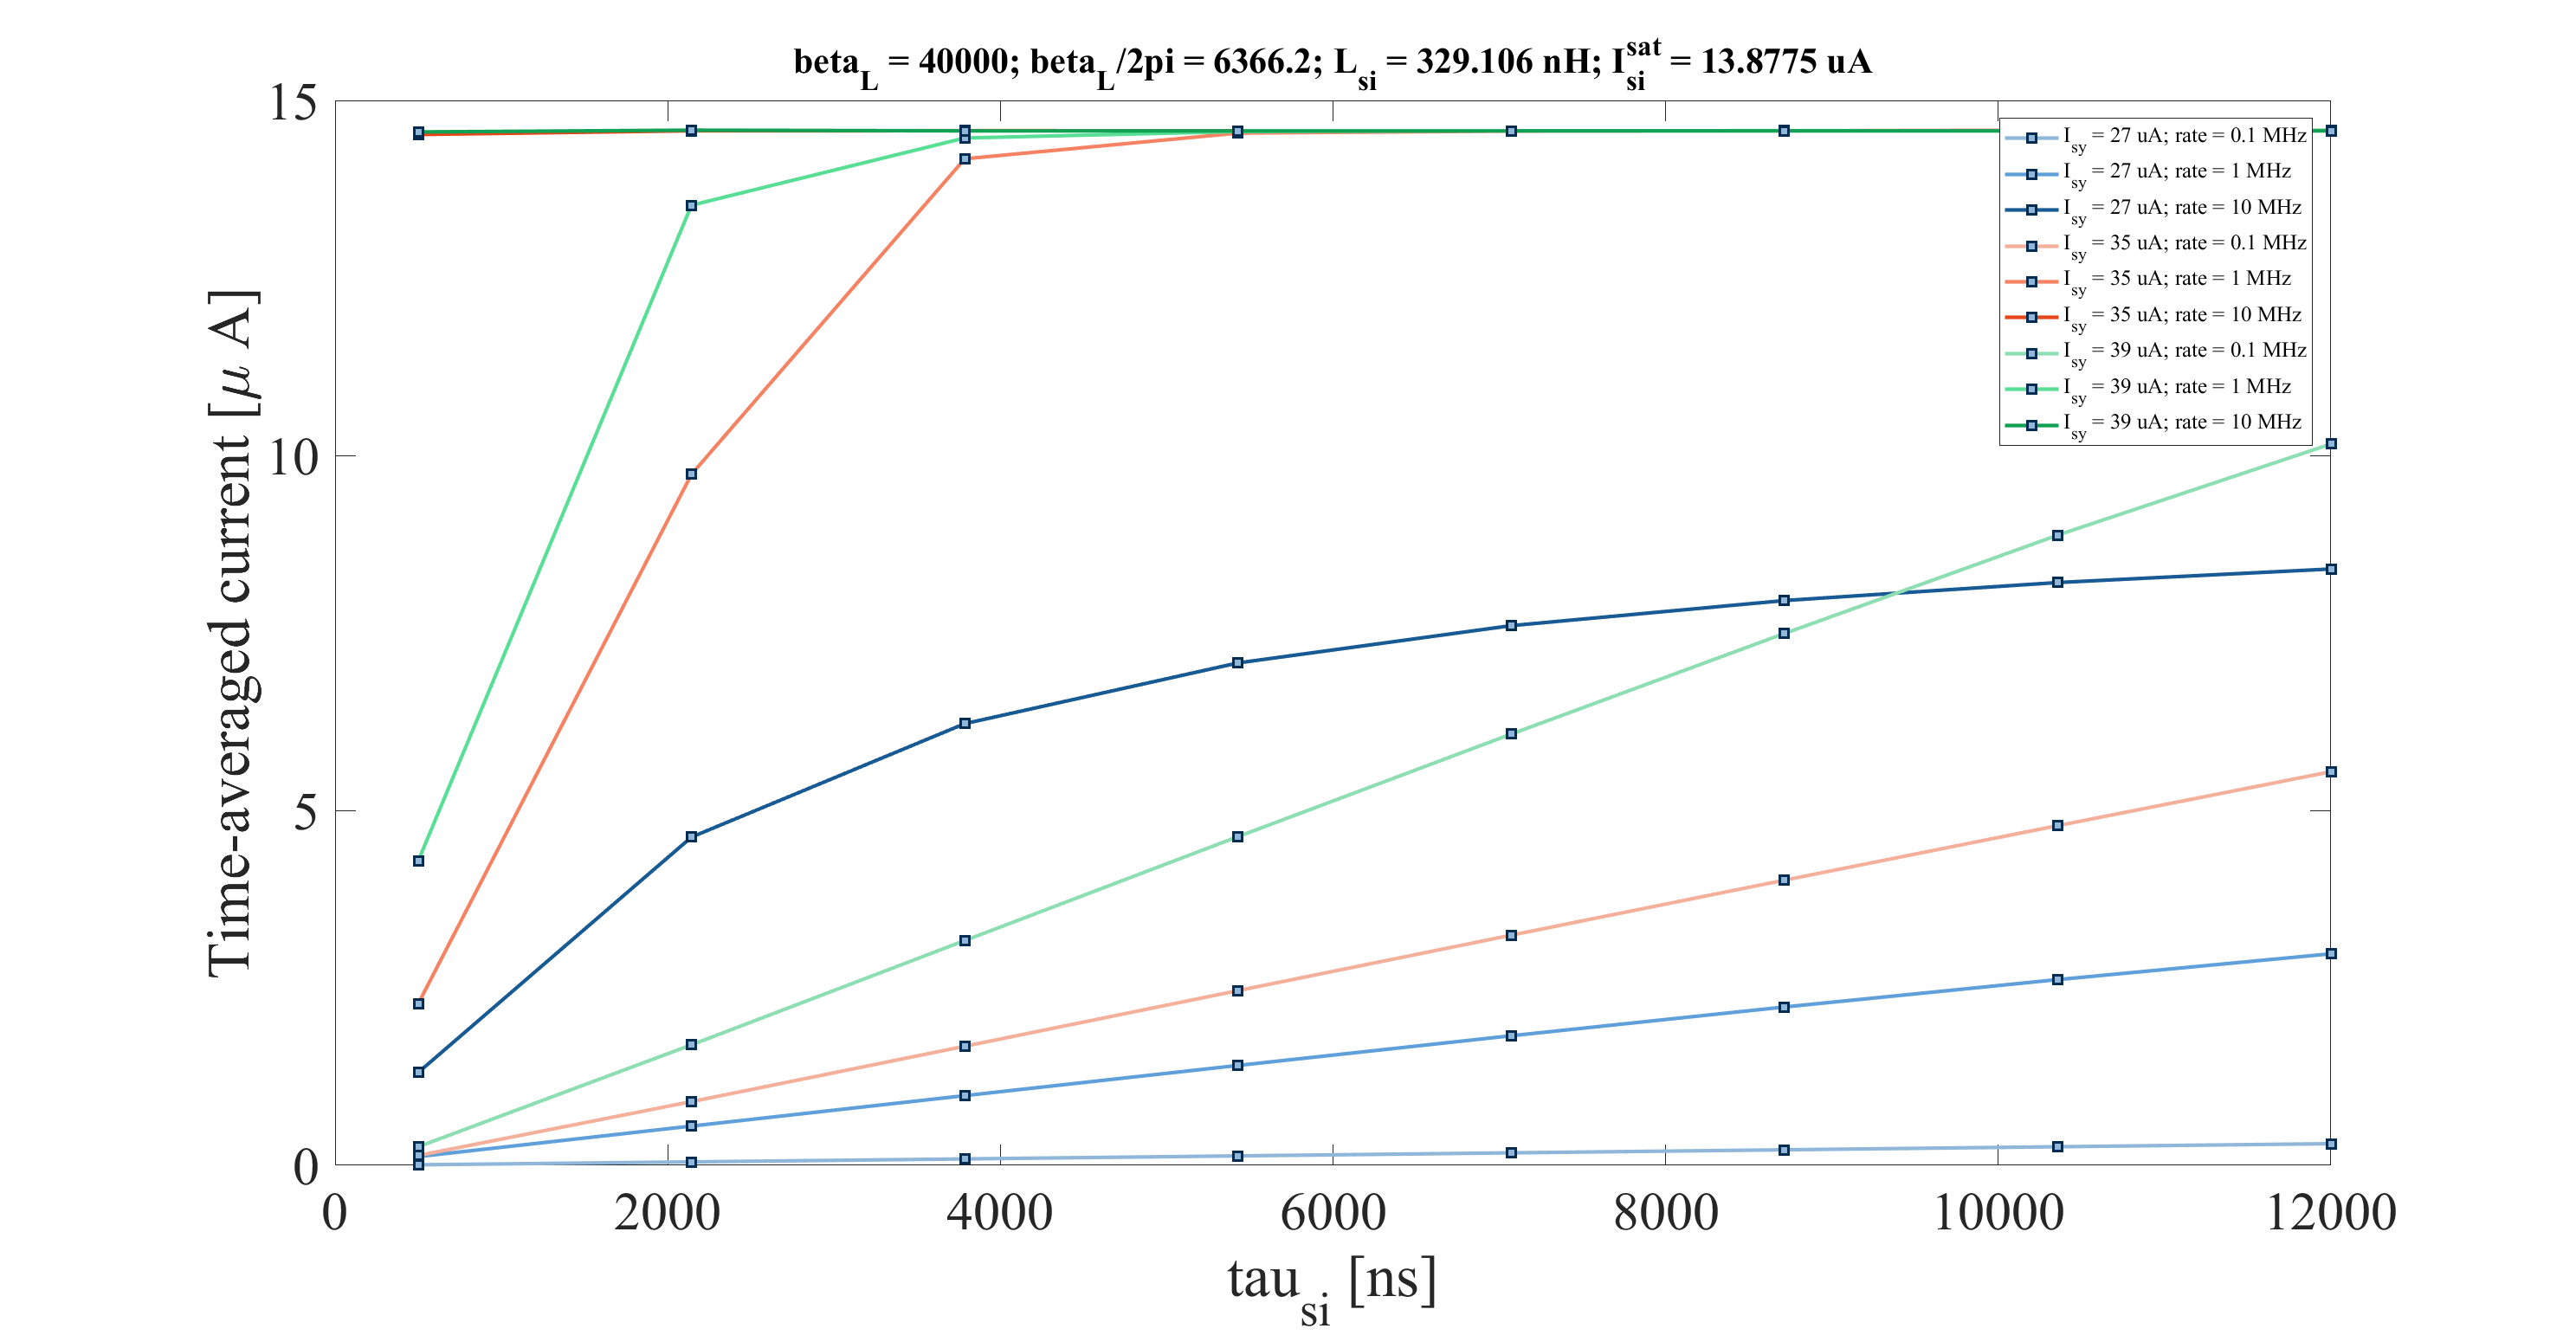 beta_L = 40000; beta_L/2pi = 6366.2; L_si = 329.106 nH; I_si^sat = 13.8775 uA
15
10
5
0
Time-averaged current [μ A]
I_sy = 27 uA; rate = 0.1 MHz
I_sy = 27 uA; rate = 1 MHz
I_sy = 27 uA; rate = 10 MHz
I_sy = 35 uA; rate = 0.1 MHz
I_sy = 35 uA; rate = 1 MHz
I_sy = 35 uA; rate = 10 MHz
I_sy = 39 uA; rate = 0.1 MHz
I_sy = 39 uA; rate = 1 MHz
I_sy = 39 uA; rate = 10 MHz
0 2000 4000 6000 8000 10000 12000
tau_si [ns]